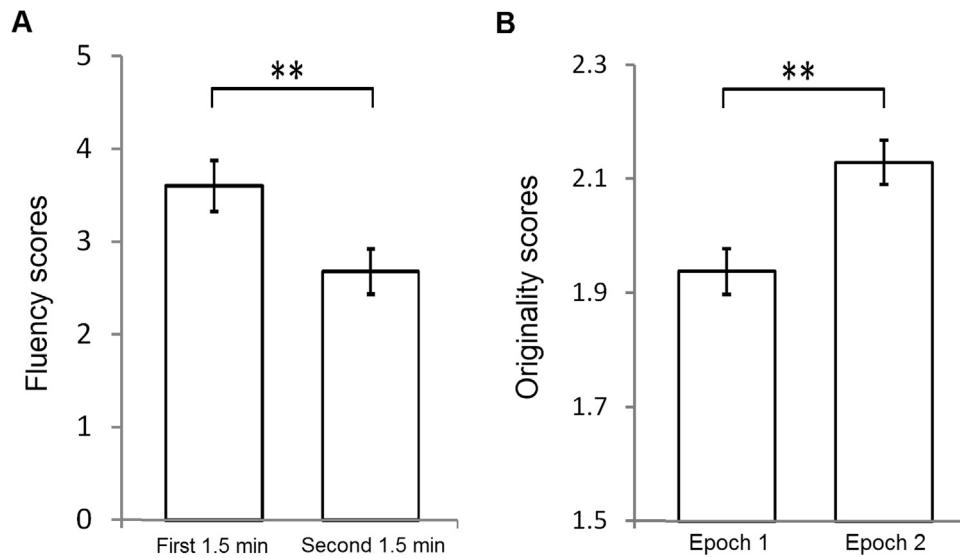 A
Fluency scores
5
4
3
2
1
0
**
First 1.5 min
Second 1.5 min
B
Originality scores
2.3
2.1
1.9
1.7
1.5
**
Epoch 1
Epoch 2